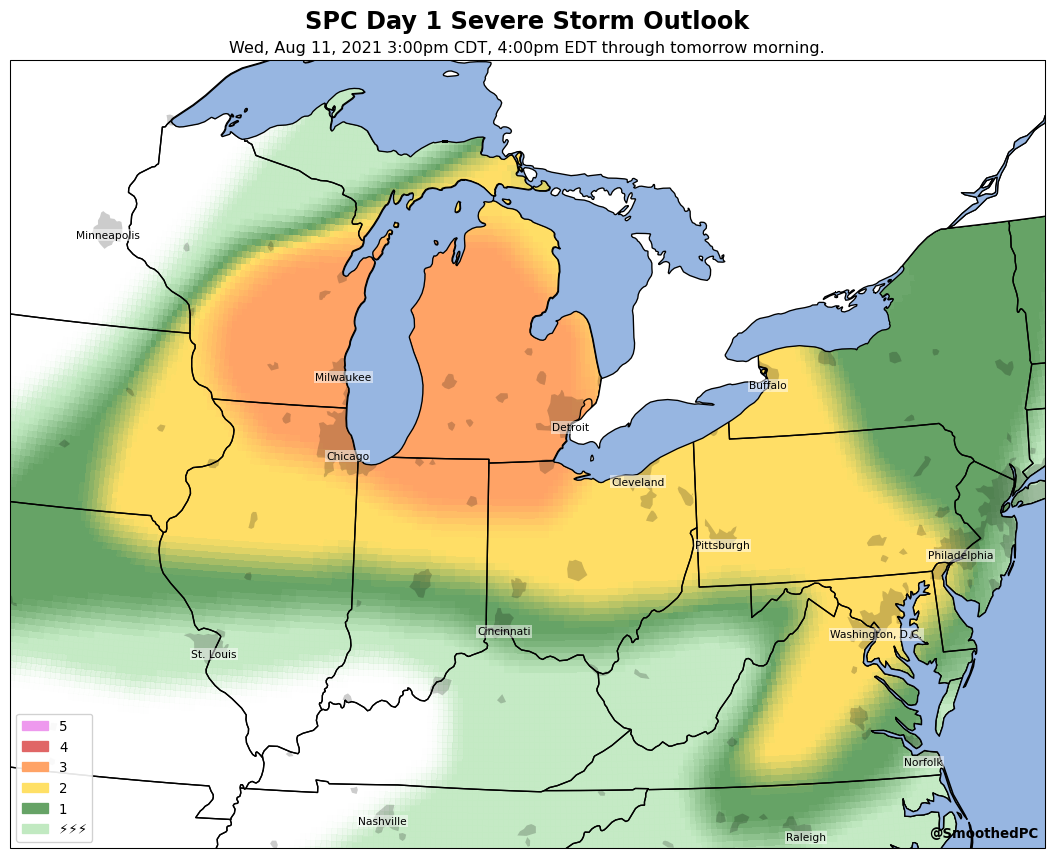 SPC Day 1 Severe Storm Outlook
Wed, Aug 11, 2021 3:00pm CDT, 4:00pm EDT through tomorrow morning.
Minneapolis
Milwaukee
Buffalo
Detroit
Chicago
Cleveland
Pittsburgh
Philadelphia
Cincinnati
Washington, D.C.
St. Louis
Norfolk
Nashville
Raleigh
5
4
3
2
1
⚡⚡⚡
@SmoothedPC